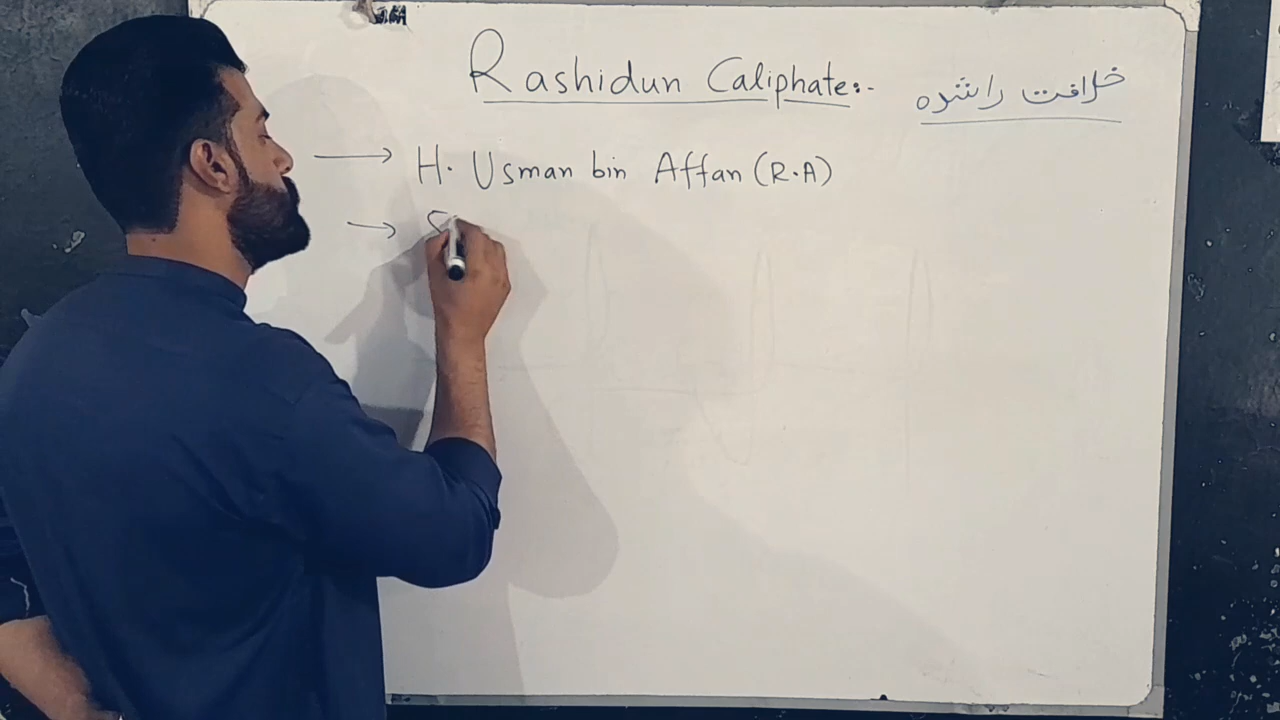 Rashidun Caliphate:- خلافت راشدہ
→ H. Usman bin Affan (R.A)
→ S